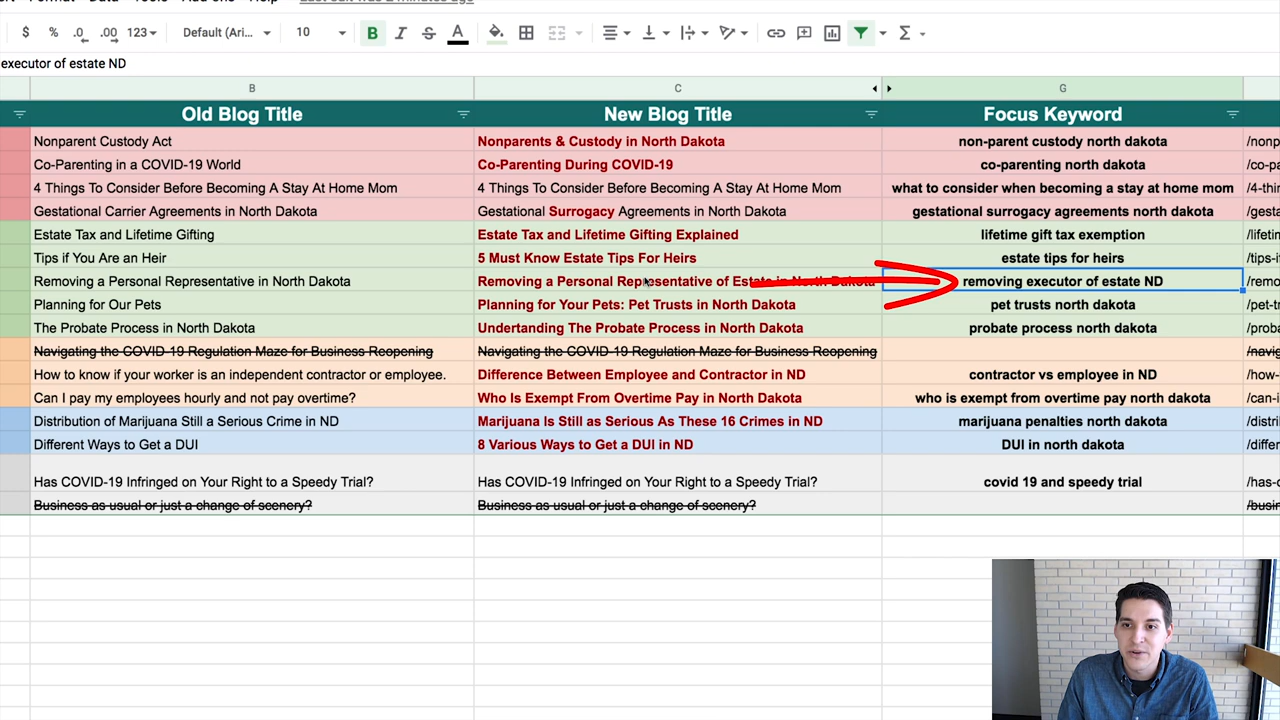 Format Data Tools Add-ons Help Last edit was 2 minutes ago
$ % .0 .00 123 Default (Ari... 10 B I S A Σ
executor of estate ND
B C G
Old Blog Title New Blog Title Focus Keyword
Nonparent Custody Act Nonparents & Custody in North Dakota non-parent custody north dakota /nonp
Co-Parenting in a COVID-19 World Co-Parenting During COVID-19 co-parenting north dakota /co-pa
4 Things To Consider Before Becoming A Stay At Home Mom 4 Things To Consider Before Becoming A Stay At Home Mom what to consider when becoming a stay at home mom /4-thin
Gestational Carrier Agreements in North Dakota Gestational Surrogacy Agreements in North Dakota gestational surrogacy agreements north dakota /gesta
Estate Tax and Lifetime Gifting Estate Tax and Lifetime Gifting Explained lifetime gift tax exemption /lifetin
Tips if You Are an Heir 5 Must Know Estate Tips For Heirs estate tips for heirs /tips-i
Removing a Personal Representative in North Dakota Removing a Personal Representative of Estate in North Dakota removing executor of estate ND /remo
Planning for Our Pets Planning for Your Pets: Pet Trusts in North Dakota pet trusts north dakota /pet-tr
The Probate Process in North Dakota Undertanding The Probate Process in North Dakota probate process north dakota /proba
Navigating the COVID-19 Regulation Maze for Business Reopening Navigating the COVID-19 Regulation Maze for Business Reopening /navig
How to know if your worker is an independent contractor or employee. Difference Between Employee and Contractor in ND contractor vs employee in ND /how-
Can I pay my employees hourly and not pay overtime? Who Is Exempt From Overtime Pay in North Dakota who is exempt from overtime pay north dakota /can-i
Distribution of Marijuana Still a Serious Crime in ND Marijuana Is Still as Serious As These 16 Crimes in ND marijuana penalties north dakota /distri
Different Ways to Get a DUI 8 Various Ways to Get a DUI in ND DUI in north dakota /differ
Has COVID-19 Infringed on Your Right to a Speedy Trial? Has COVID-19 Infringed on Your Right to a Speedy Trial? covid 19 and speedy trial /has-c
Business as usual or just a change of scenery? Business as usual or just a change of scenery? /busin